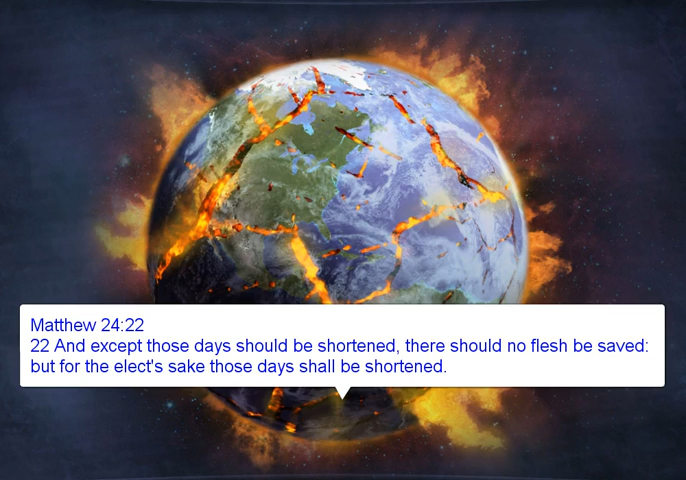 Matthew 24:22
22 And except those days should be shortened, there should no flesh be saved:
but for the elect's sake those days shall be shortened.